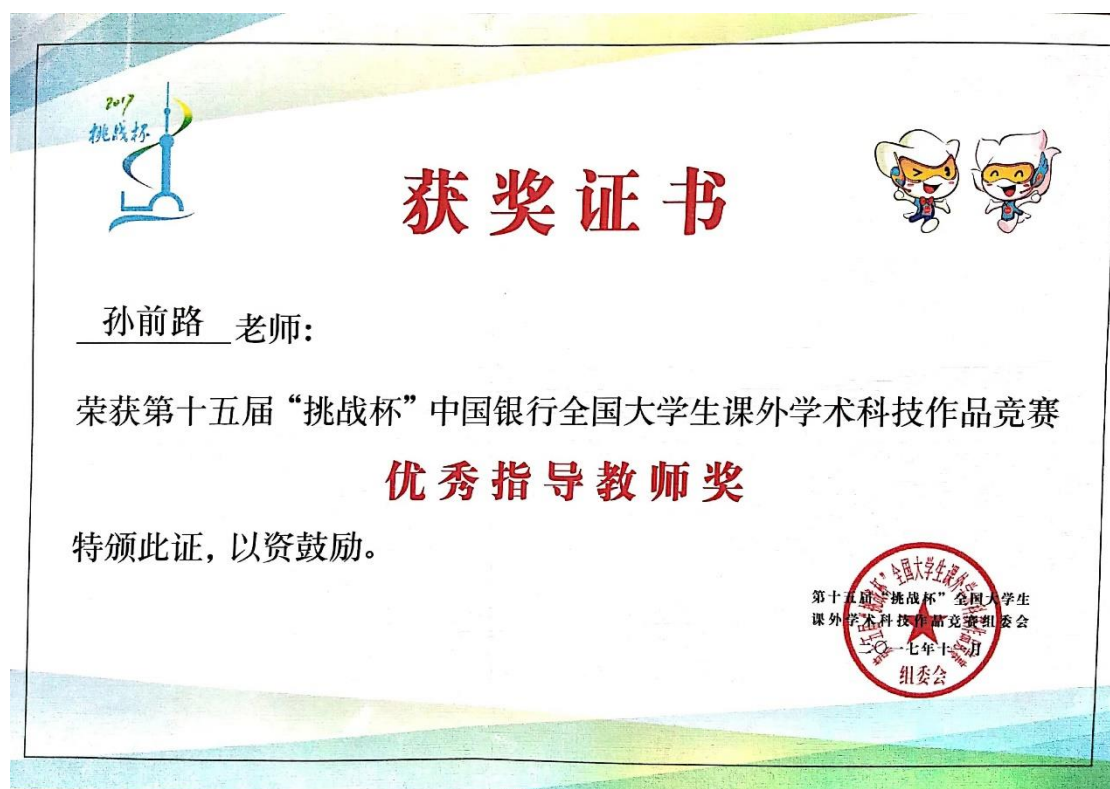 2017
挑战杯
获奖证书
孙前路 老师：
荣获第十五届“挑战杯”中国银行全国大学生课外学术科技作品竞赛
优秀指导教师奖
特颁此证，以资鼓励。
第十五届“挑战杯”全国大学生
课外学术科技作品竞赛组委会
二〇一七年十一月
组委会